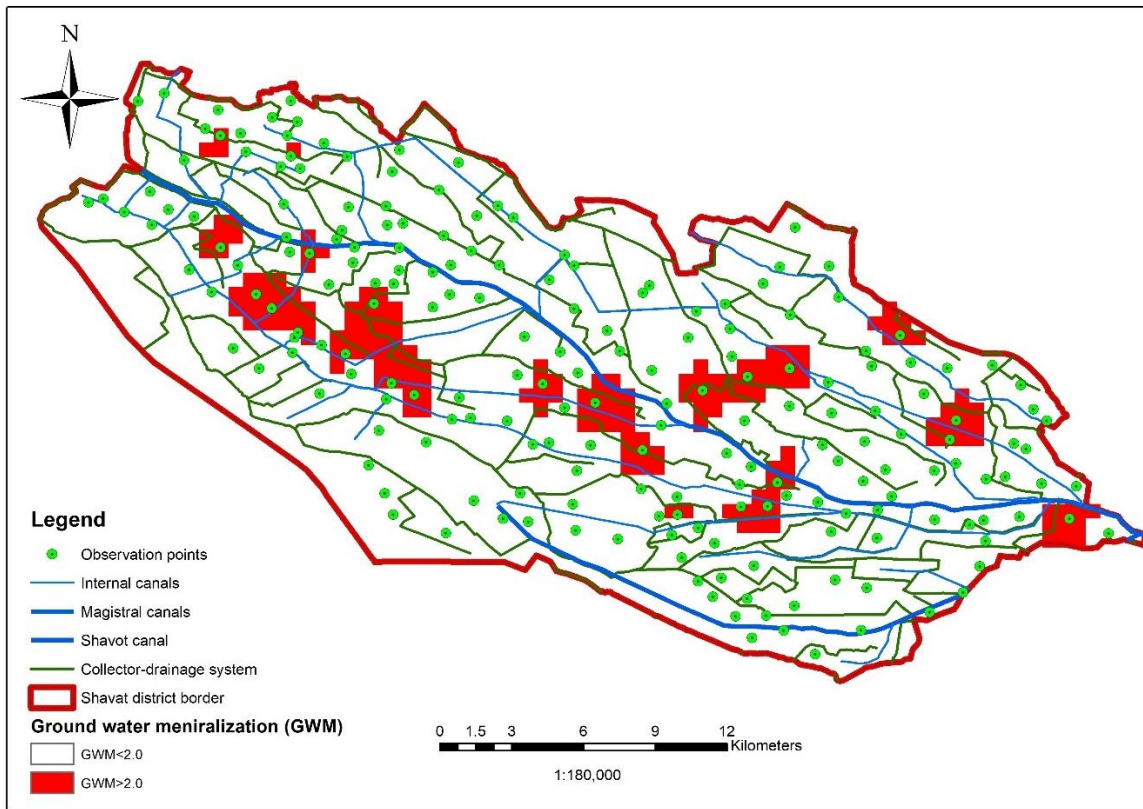 N
Legend
Observation points
Internal canals
Magistral canals
Shavot canal
Collector-drainage system
Shavat district border
Ground water meniralization (GWM)
GWM<2.0
GWM>2.0
0 1.5 3 6 9 12
Kilometers
1:180,000